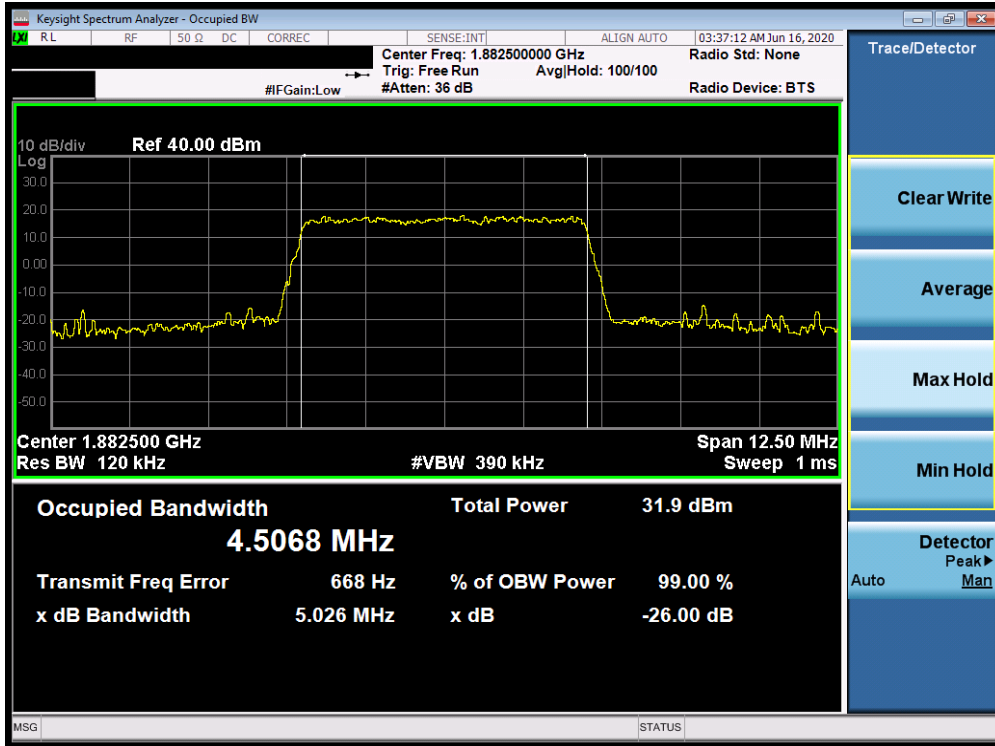 Keysight Spectrum Analyzer - Occupied BW
LXI RL RF 50 Ω DC CORREC SENSE:INT ALIGN AUTO 03:37:12 AM Jun 16, 2020
Center Freq: 1.882500000 GHz Radio Std: None
Trig: Free Run Avg|Hold: 100/100
#IFGain:Low #Atten: 36 dB Radio Device: BTS
Trace/Detector
10 dB/div Ref 40.00 dBm
Log
30.0
20.0
10.0
0.00
-10.0
-20.0
-30.0
-40.0
-50.0
Center 1.882500 GHz Span 12.50 MHz
Res BW 120 kHz #VBW 390 kHz Sweep 1 ms
Occupied Bandwidth Total Power 31.9 dBm
4.5068 MHz
Transmit Freq Error 668 Hz % of OBW Power 99.00 %
x dB Bandwidth 5.026 MHz x dB -26.00 dB
Clear Write
Average
Max Hold
Min Hold
Detector
Peak▶
Auto Man
MSG STATUS